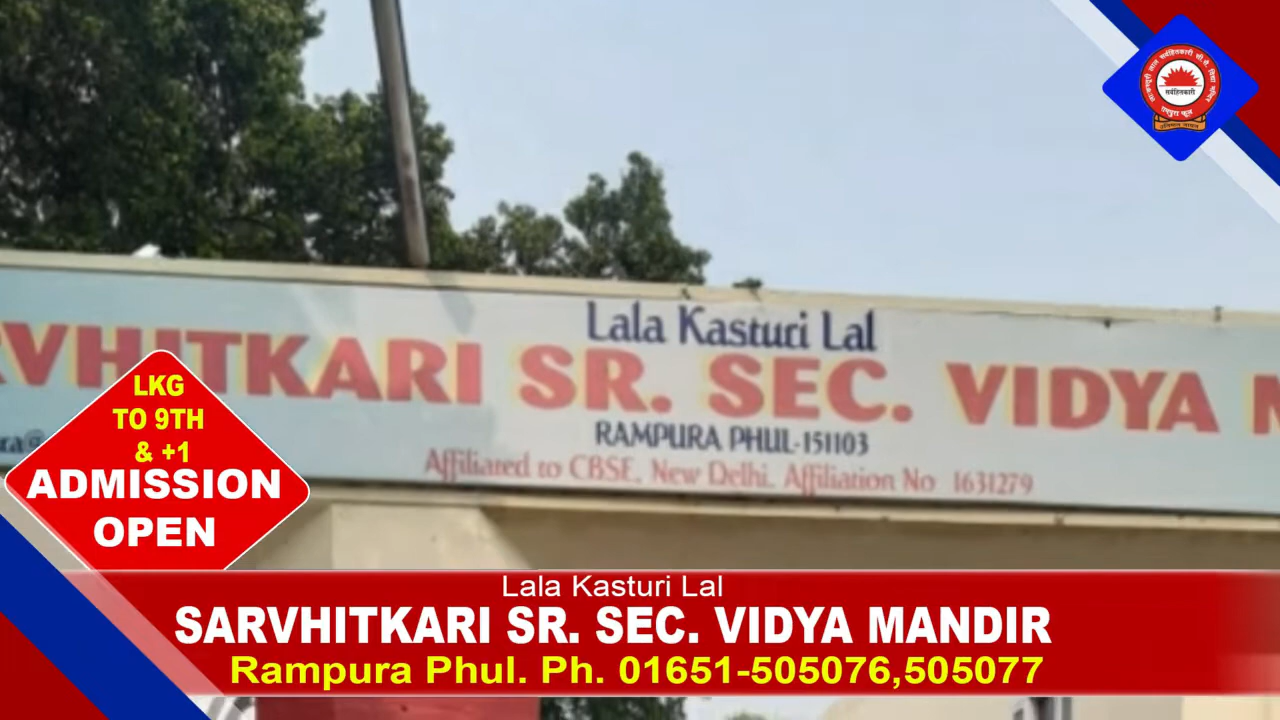 सर्वहितकारी
रामपुरा फूल
Lala Kasturi Lal
RVHITKARI SR. SEC. VIDYA M
RAMPURA PHUL-151103
Affiliated to CBSE, New Delhi. Affiliation No 1631279
LKG
TO 9TH
& +1
ADMISSION
OPEN
Lala Kasturi Lal
SARVHITKARI SR. SEC. VIDYA MANDIR
Rampura Phul. Ph. 01651-505076,505077